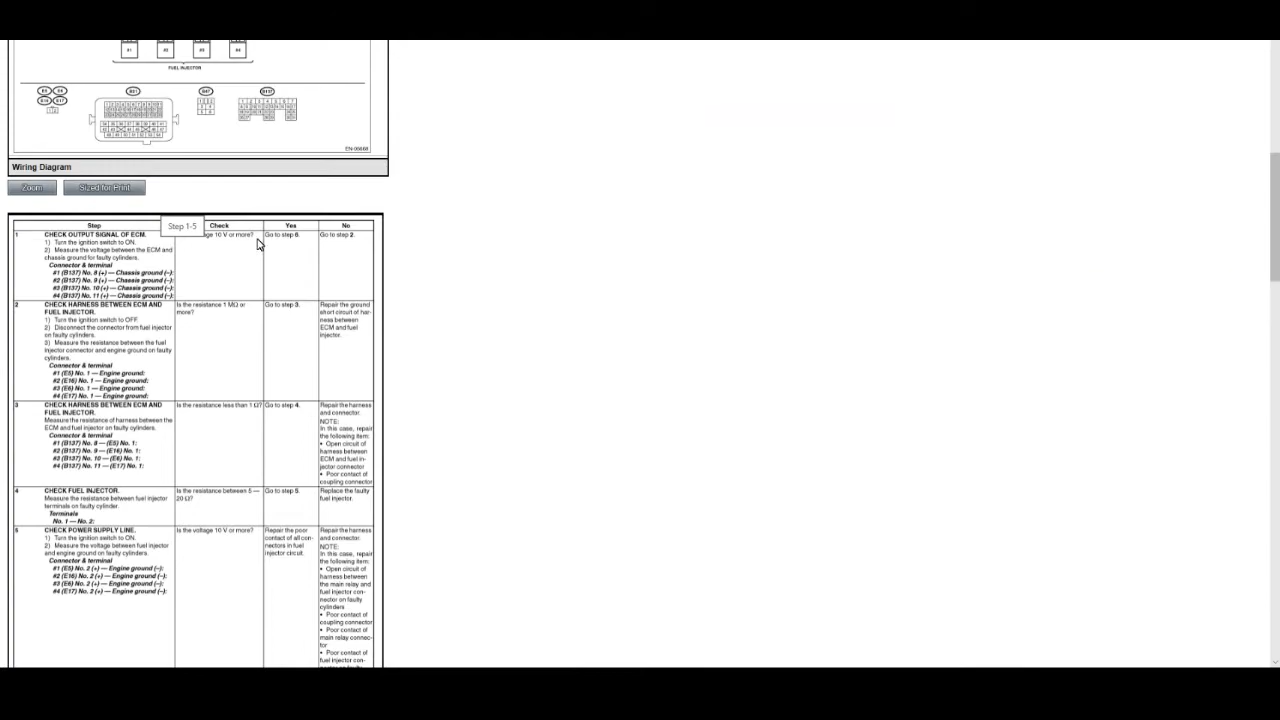 #1 #2 #3 #4
FUEL INJECTOR
E5 E6
E16 E17
B21
B47
B137
EN-06668
Wiring Diagram
Zoom
Sized for Print
Step
Check
Yes
No
Step 1-5
1
CHECK OUTPUT SIGNAL OF ECM.
1) Turn the ignition switch to ON.
2) Measure the voltage between the ECM and
chassis ground for faulty cylinders.
Connector & terminal
#1 (B137) No. 8 (+) — Chassis ground (–):
#2 (B137) No. 9 (+) — Chassis ground (–):
#3 (B137) No. 10 (+) — Chassis ground (–):
#4 (B137) No. 11 (+) — Chassis ground (–):
10 V or more?
Go to step 6.
Go to step 2.
2
CHECK HARNESS BETWEEN ECM AND
FUEL INJECTOR.
1) Turn the ignition switch to OFF.
2) Disconnect the connector from fuel injector
on faulty cylinders.
3) Measure the resistance between the fuel
injector connector and engine ground on faulty
cylinders.
Connector & terminal
#1 (E5) No. 1 — Engine ground:
#2 (E16) No. 1 — Engine ground:
#3 (E6) No. 1 — Engine ground:
#4 (E17) No. 1 — Engine ground:
Is the resistance 1 MΩ or
more?
Go to step 3.
Repair the ground
short circuit of har-
ness between
ECM and fuel
injector.
3
CHECK HARNESS BETWEEN ECM AND
FUEL INJECTOR.
Measure the resistance of harness between the
ECM and fuel injector on faulty cylinders.
Connector & terminal
#1 (B137) No. 8 — (E5) No. 1:
#2 (B137) No. 9 — (E16) No. 1:
#3 (B137) No. 10 — (E6) No. 1:
#4 (B137) No. 11 — (E17) No. 1:
Is the resistance less than 1 Ω?
Go to step 4.
Repair the harness
and connector.
NOTE:
In this case, repair
the following item:
• Open circuit of
harness between
ECM and fuel in-
jector connector
• Poor contact of
coupling connector
4
CHECK FUEL INJECTOR.
Measure the resistance between fuel injector
terminals on faulty cylinder.
Terminals
No. 1 — No. 2:
Is the resistance between 5 —
20 Ω?
Go to step 5.
Replace the faulty
fuel injector.
5
CHECK POWER SUPPLY LINE.
1) Turn the ignition switch to ON.
2) Measure the voltage between fuel injector
and engine ground on faulty cylinders.
Connector & terminal
#1 (E5) No. 2 (+) — Engine ground (–):
#2 (E16) No. 2 (+) — Engine ground (–):
#3 (E6) No. 2 (+) — Engine ground (–):
#4 (E17) No. 2 (+) — Engine ground (–):
Is the voltage 10 V or more?
Repair the poor
contact of all con-
nectors in fuel
injector circuit.
Repair the harness
and connector.
NOTE:
In this case, repair
the following item:
• Open circuit of
harness between
the main relay and
fuel injector con-
nector on faulty
cylinders
• Poor contact of
coupling connector
• Poor contact of
main relay connec-
tor
• Poor contact of
fuel injector con-